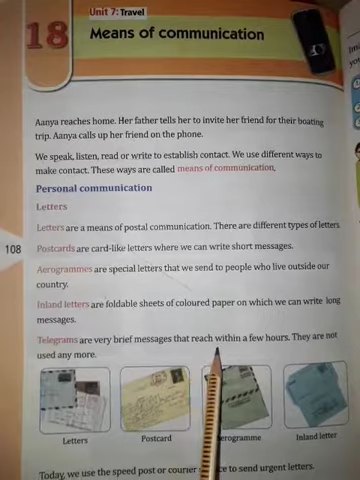 Unit 7: Travel
18
Means of communication
Aanya reaches home. Her father tells her to invite her friend for their boating
trip. Aanya calls up her friend on the phone.
We speak, listen, read or write to establish contact. We use different ways to
make contact. These ways are called means of communication.
Personal communication
Letters
Letters are a means of postal communication. There are different types of letters.
108
Postcards are card-like letters where we can write short messages.
Aerogrammes are special letters that we send to people who live outside our
country.
Inland letters are foldable sheets of coloured paper on which we can write long
messages.
Telegrams are very brief messages that reach within a few hours. They are not
used any more.
Letters
Postcard
erogramme
Inland letter
Today, we use the speed post or courier s ce to send urgent letters.